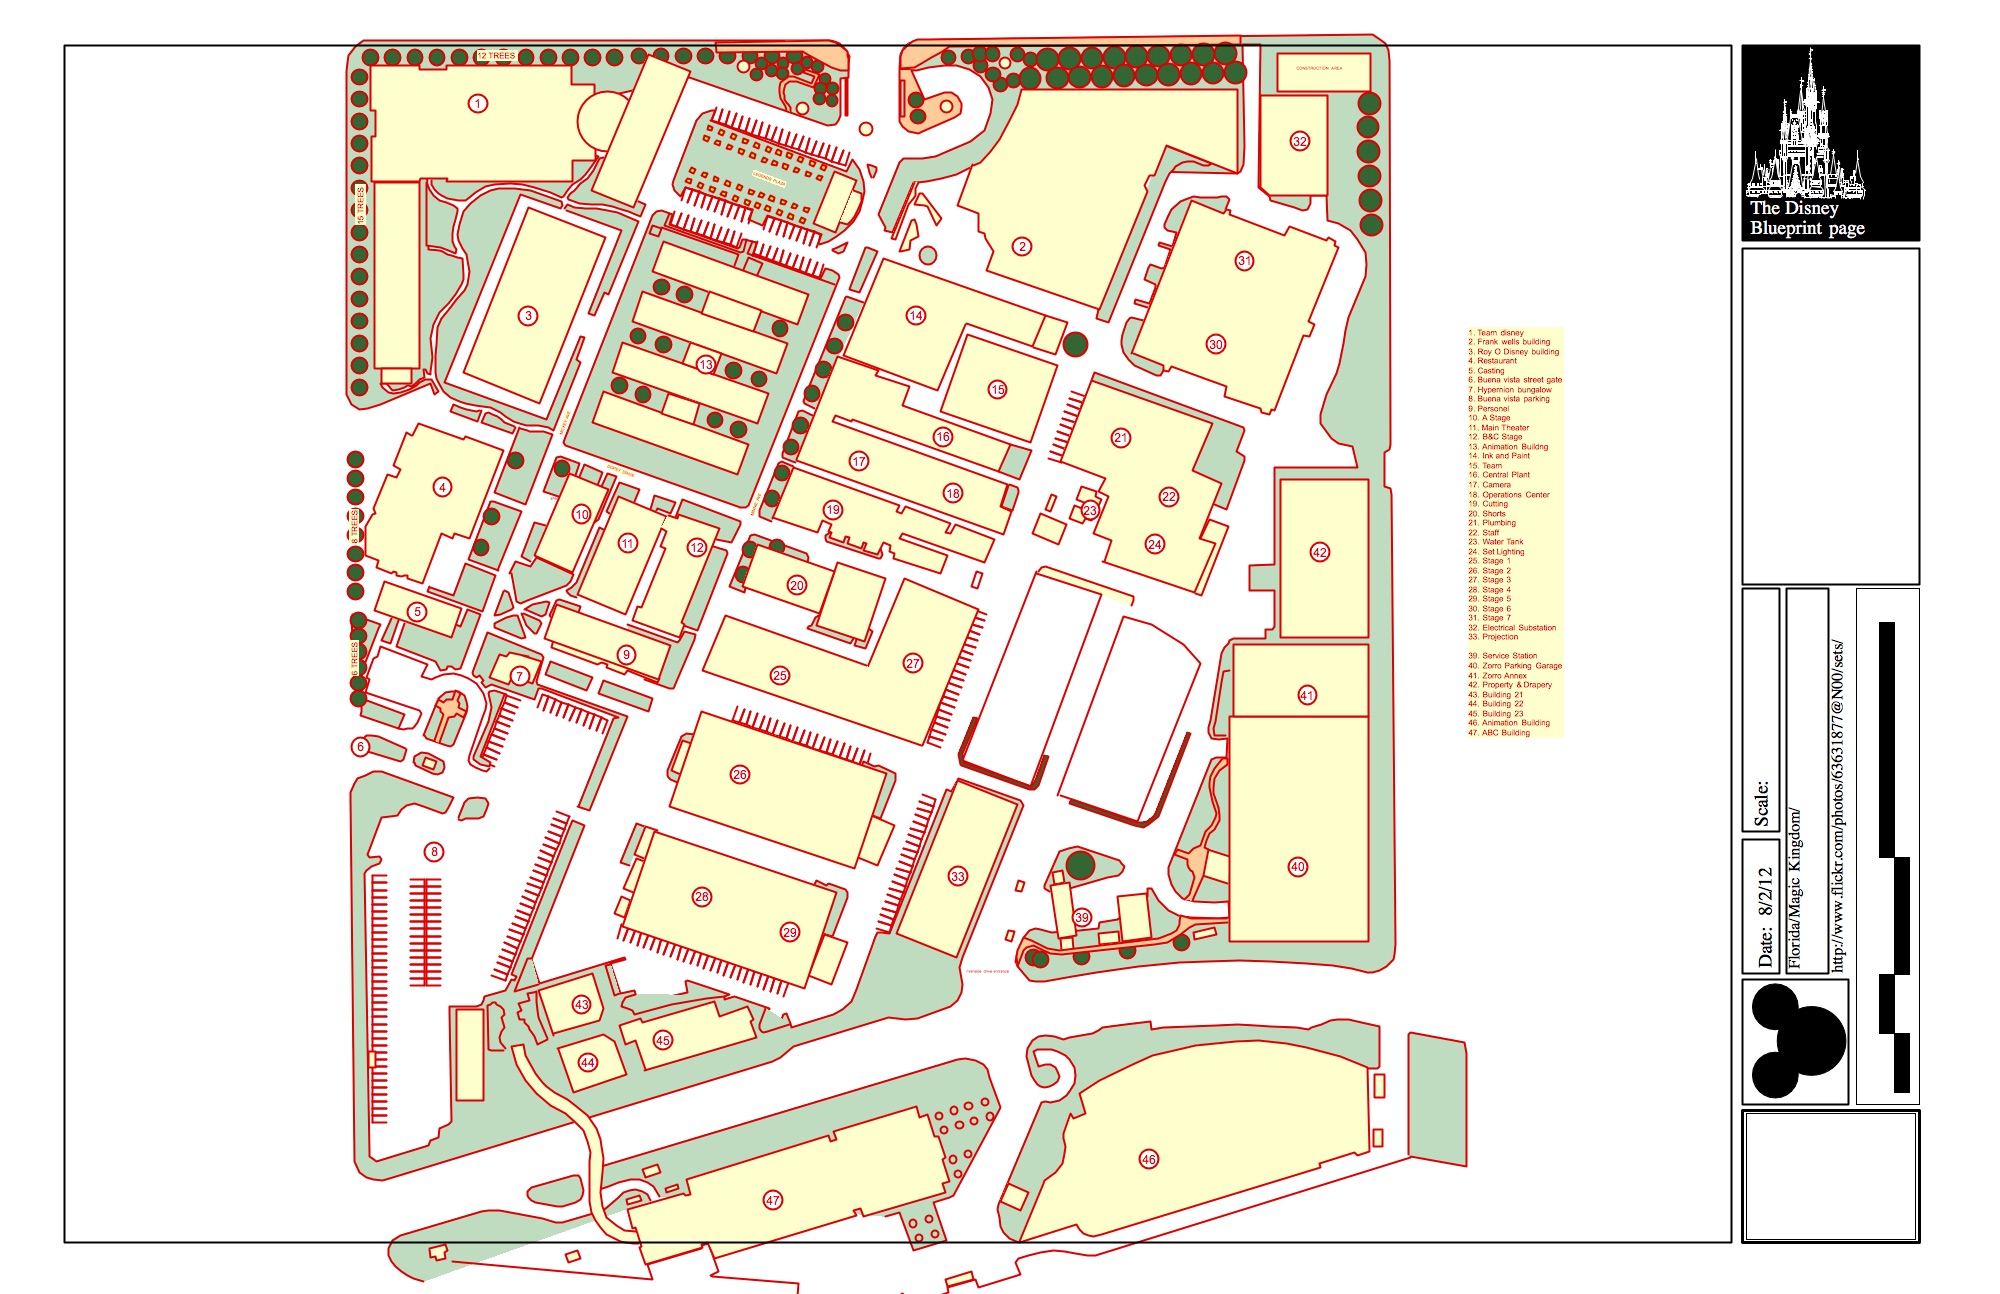 12 TREES
CONSTRUCTION AREA
1
32
15 TREES
LEGENDS PLAZA
2
31
3
14
30
13
15
MICKEY AVE
16
21
4
17
DISNEY DRIVE
18
22
8 TREES
10
MINNIE AVE
19
23
11
12
24
42
20
5
9
27
6 TREES
7
25
41
6
26
8
40
33
28
39
29
43
45
44
46
47
1. Team disney
2. Frank wells building
3. Roy O Disney building
4. Restaurant
5. Casting
6. Buena vista street gate
7. Hypernion bungalow
8. Buena vista parking
9. Personel
10. A Stage
11. Main Theater
12. B&C Stage
13. Animation Buildng
14. Ink and Paint
15. Team
16. Central Plant
17. Camera
18. Operations Center
19. Cutting
20. Shorts
21. Plumbing
22. Staff
23. Water Tank
24. Set Lighting
25. Stage 1
26. Stage 2
27. Stage 3
28. Stage 4
29. Stage 5
30. Stage 6
31. Stage 7
32. Electrical Substation
33. Projection
39. Service Station
40. Zorro Parking Garage
41. Zorro Annex
42. Property & Drapery
43. Building 21
44. Building 22
45. Building 23
46. Animation Building
47. ABC Building
The Disney
Blueprint page
Scale:
Date: 8/2/12
Florida/Magic Kingdom/
http://www.flickr.com/photos/63631877@N00/sets/